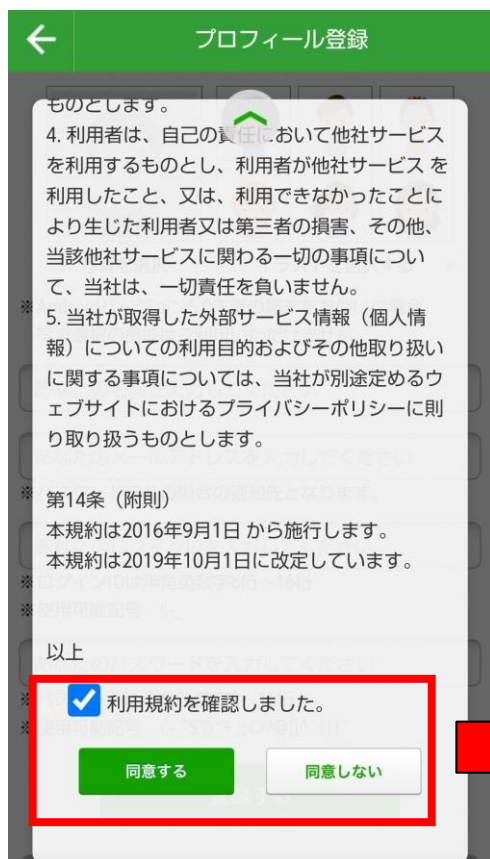 プロフィール登録
ものとします。
4. 利用者は、自己の責任において他社サービス
を利用するものとし、利用者が他社サービス を
利用したこと、又は、利用できなかったことに
より生じた利用者又は第三者の損害、その他、
当該他社サービスに関わる一切の事項につい
て、当社は、一切責任を負いません。
5. 当社が取得した外部サービス情報（個人情
報）についての利用目的およびその他取り扱い
に関する事項については、当社が別途定めるウ
ェブサイトにおけるプライバシーポリシーに則
り取り扱うものとします。
第14条（附則）
本規約は2016年9月1日 から施行します。
本規約は2019年10月1日に改定しています。
以上
利用規約を確認しました。
同意する
同意しない